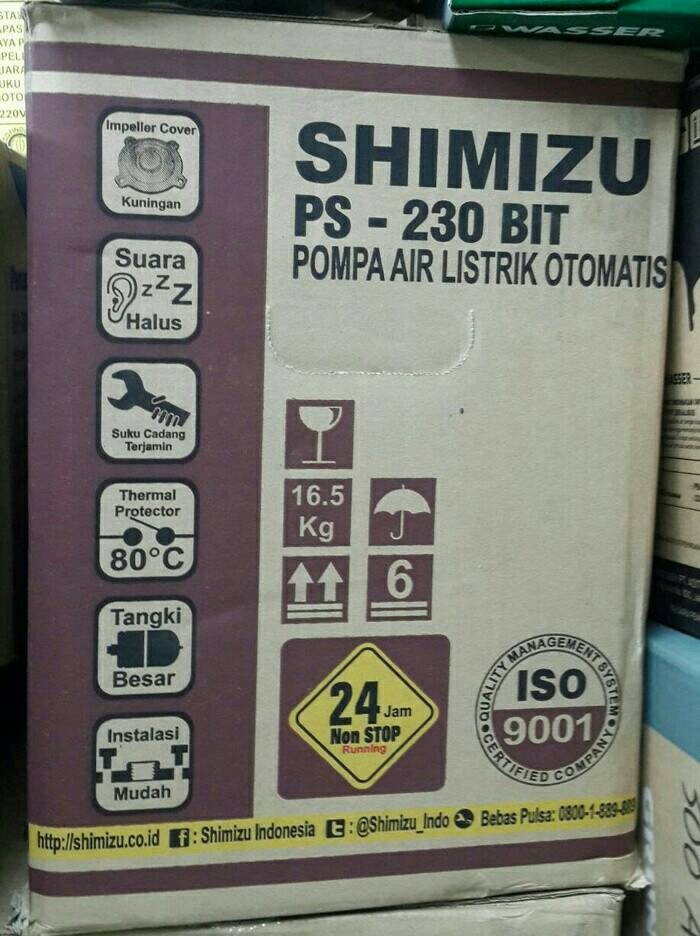 WASSER
SHIMIZU
PS - 230 BIT
POMPA AIR LISTRIK OTOMATIS
Impeller Cover
Kuningan
Suara
zzZ
Halus
Suku Cadang
Terjamin
Thermal
Protector
80°C
Tangki
Besar
Instalasi
Mudah
16.5
Kg
6
24 Jam
Non STOP
Running
QUALITY MANAGEMENT SYSTEM
ISO
9001
CERTIFIED COMPANY
http://shimizu.co.id f : Shimizu Indonesia t : @Shimizu_Indo Bebas Pulsa: 0800-1-889-889
220V
300